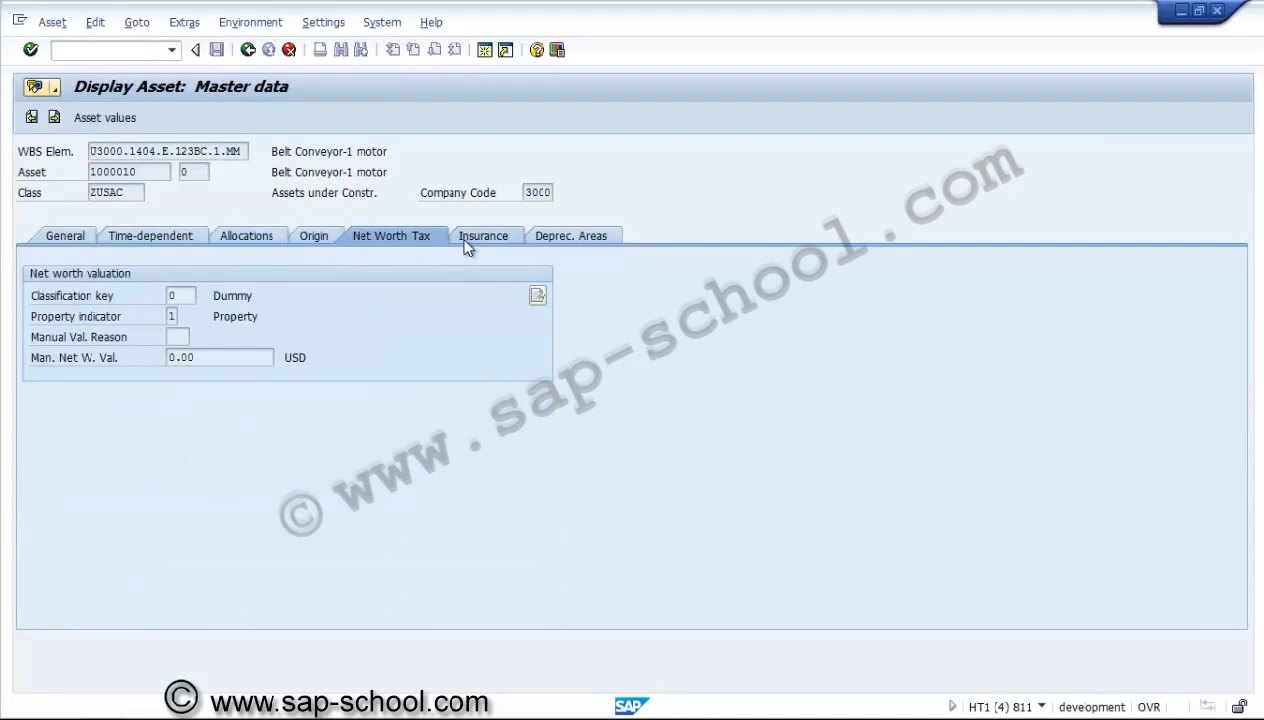 Asset Edit Goto Extras Environment Settings System Help
Display Asset: Master data
Asset values
WBS Elem. U3000.1404.E.123BC.1.MM Belt Conveyor-1 motor
Asset 1000010 0 Belt Conveyor-1 motor
Class ZUSAC Assets under Constr. Company Code 3000
General Time-dependent Allocations Origin Net Worth Tax Insurance Deprec. Areas
Net worth valuation
Classification key 0 Dummy
Property indicator 1 Property
Manual Val. Reason
Man. Net W. Val. 0.00 USD
© www.sap-school.com
© www.sap-school.com
SAP HT1 (4) 811 development OVR